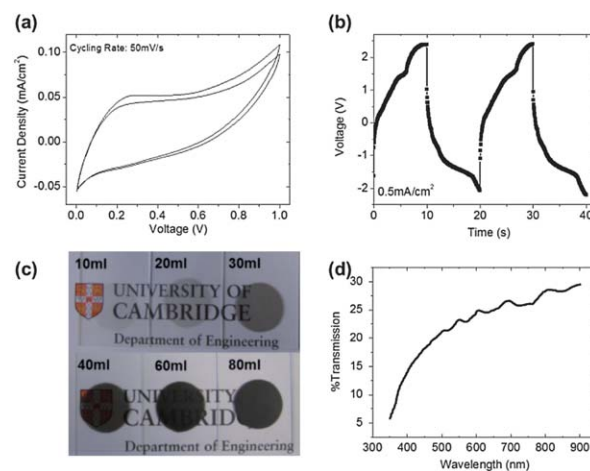 (a)
Cycling Rate: 50mV/s
Current Density (mA/cm²)
0.10
0.05
0.00
-0.05
0.0 0.2 0.4 0.6 0.8 1.0
Voltage (V)
(b)
Voltage (V)
2
1
0
-1
-2
0.5mA/cm²
0 10 20 30 40
Time (s)
(c)
10ml 20ml 30ml
UNIVERSITY OF
CAMBRIDGE
Department of Engineering
40ml 60ml 80ml
UNIVERSITY
CAMBRIDG
Department of Engineering
(d)
%Transmission
30
25
20
15
10
5
300 400 500 600 700 800 900
Wavelength (nm)